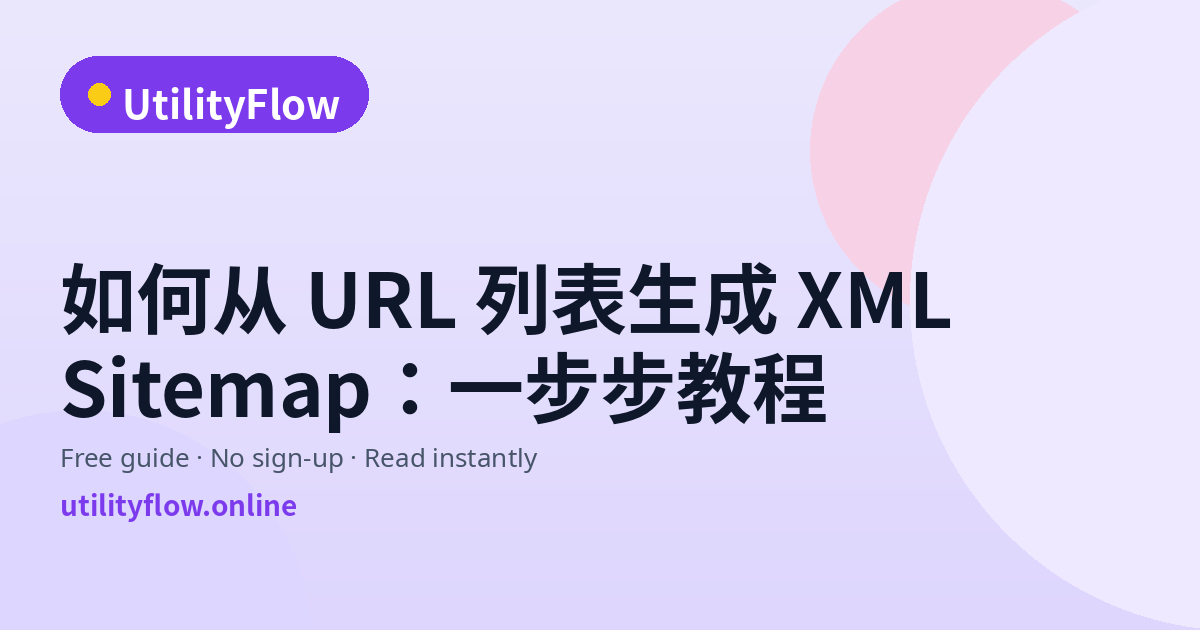 UtilityFlow
如何从 URL 列表生成 XML
Sitemap：一步步教程
Free guide · No sign-up · Read instantly
utilityflow.online